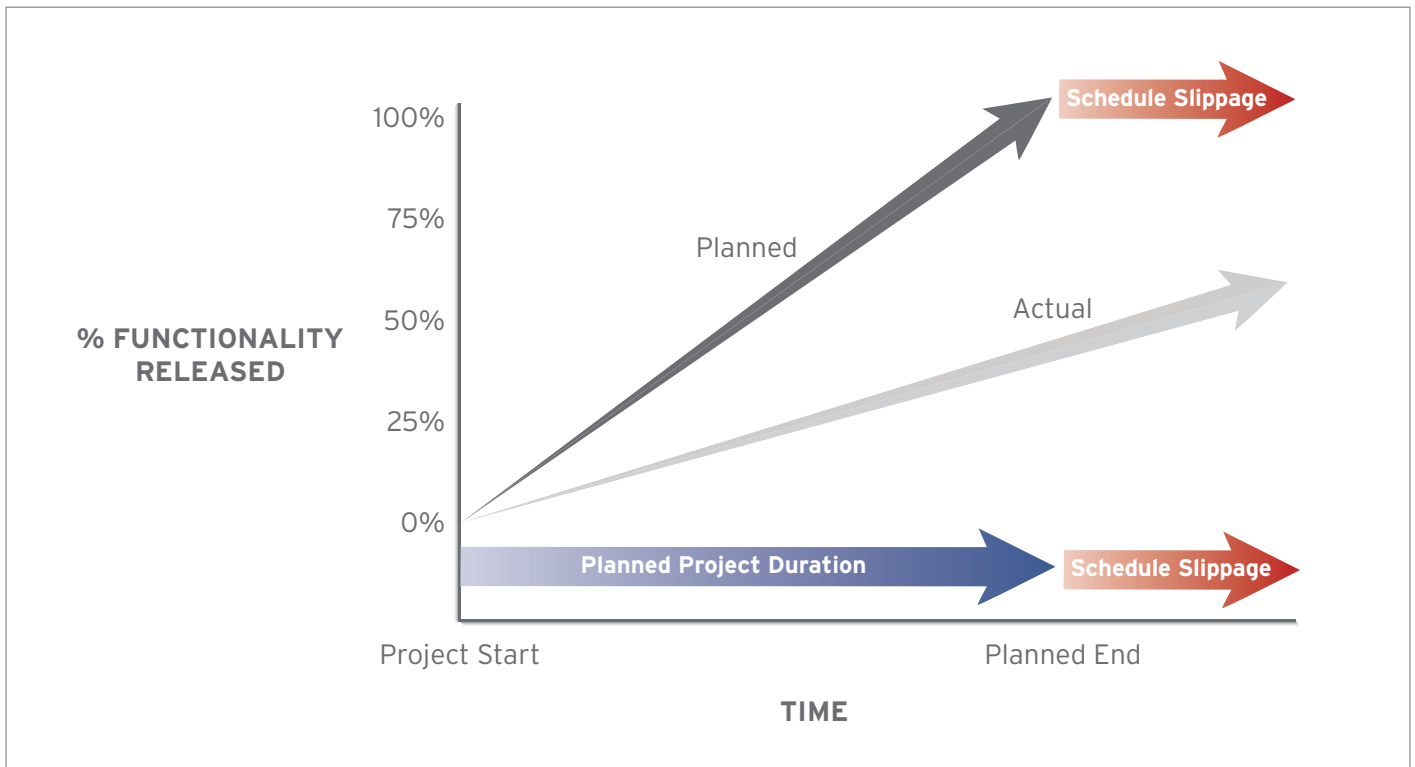 100%
Schedule Slippage
75%
Planned
50%
Actual
% FUNCTIONALITY
RELEASED
25%
0%
Planned Project Duration
Schedule Slippage
Project Start
Planned End
TIME